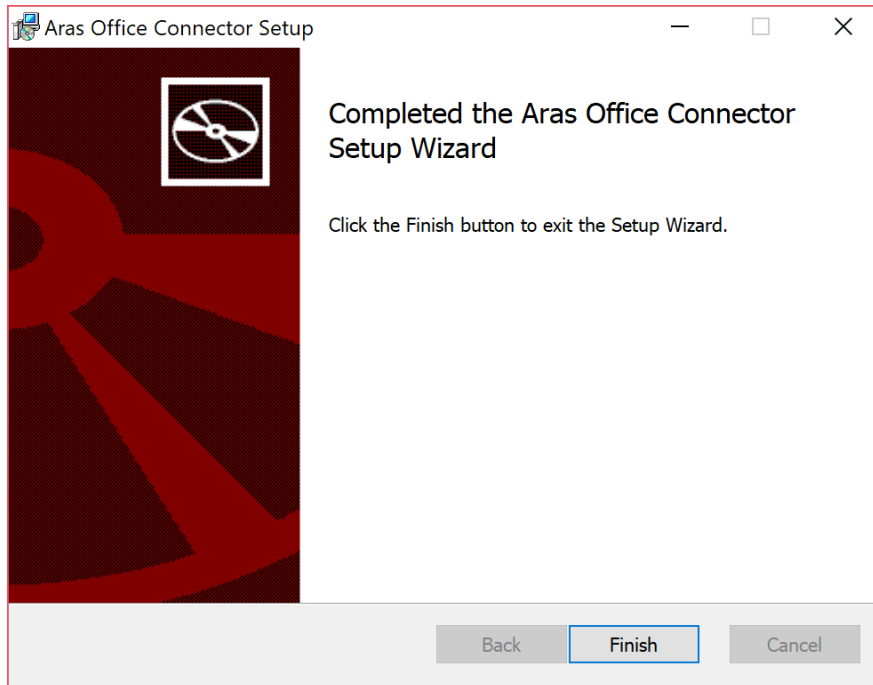 Aras Office Connector Setup
Completed the Aras Office Connector
Setup Wizard
Click the Finish button to exit the Setup Wizard.
Back
Finish
Cancel